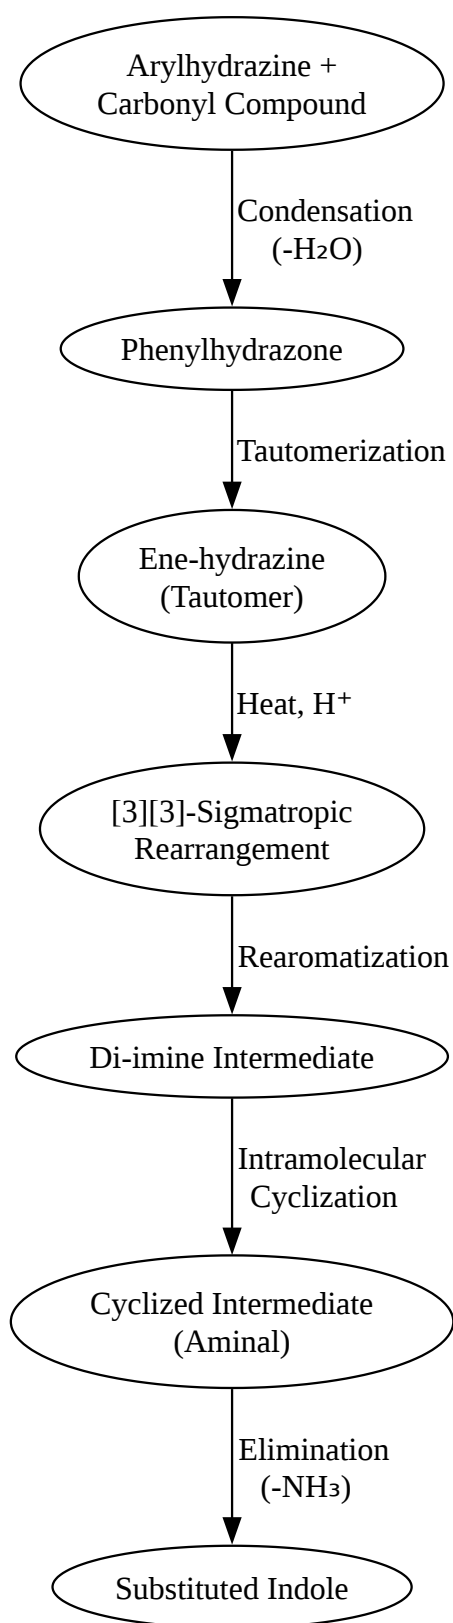 Arylhydrazine +
Carbonyl Compound
Condensation
(-H₂O)
Phenylhydrazone
Tautomerization
Ene-hydrazine
(Tautomer)
Heat, H⁺
[3][3]-Sigmatropic
Rearrangement
Rearomatization
Di-imine Intermediate
Intramolecular
Cyclization
Cyclized Intermediate
(Aminal)
Elimination
(-NH₃)
Substituted Indole